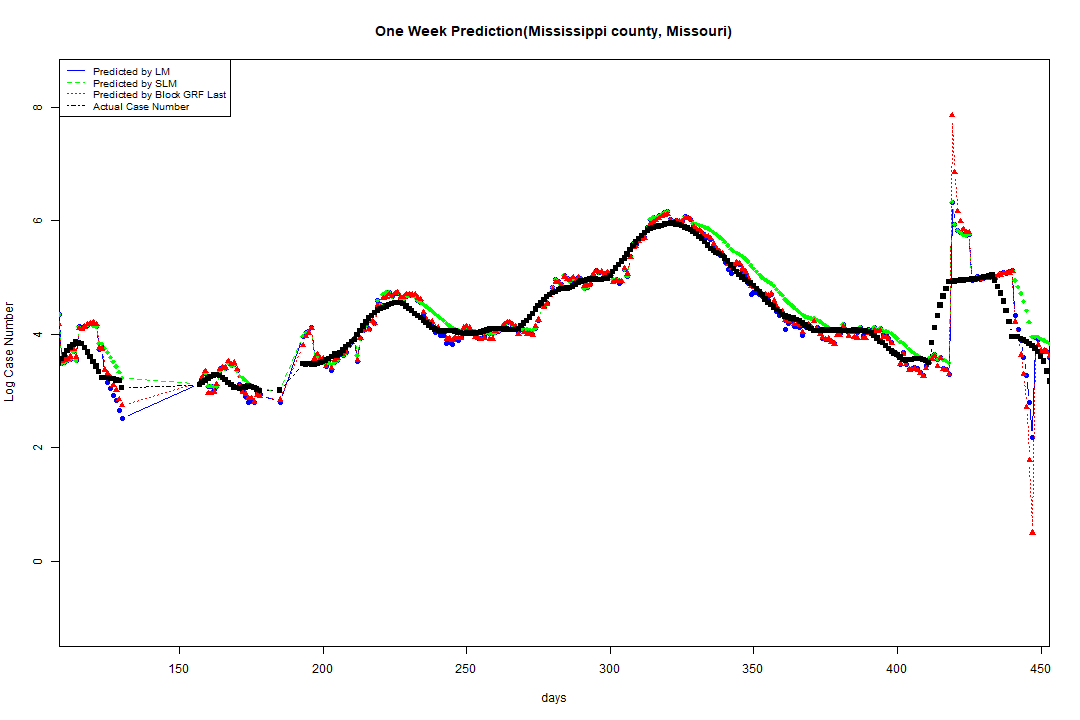 One Week Prediction(Mississippi county, Missouri)
Predicted by LM
Predicted by SLM
Predicted by Block GRF Last
Actual Case Number
Log Case Number
8
6
4
2
0
150 200 250 300 350 400 450
days